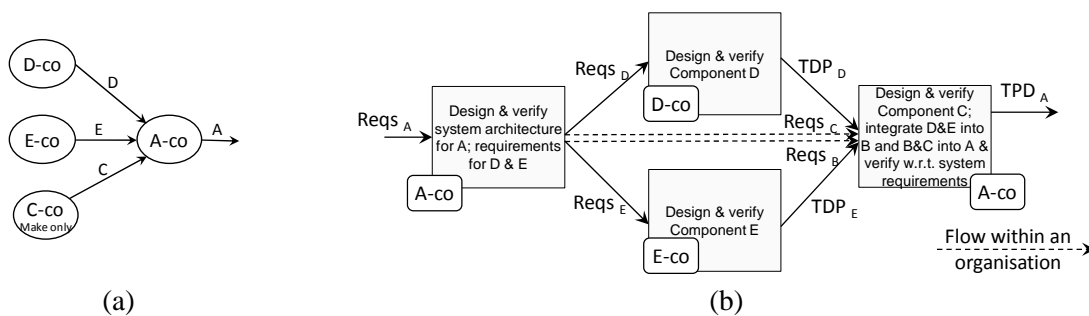 D-co
D
E-co
E
A-co
A
C
C-co
Make only
(a)
Reqs A
Design & verify
system architecture
for A; requirements
for D & E
A-co
Reqs D
Reqs E
Design & verify
Component D
D-co
TDP D
Reqs C
Reqs B
Design & verify
Component E
E-co
TDP E
Design & verify
Component C;
integrate D&E into
B and B&C into A &
verify w.r.t. system
requirements
A-co
TPD A
Flow within an
organisation
(b)